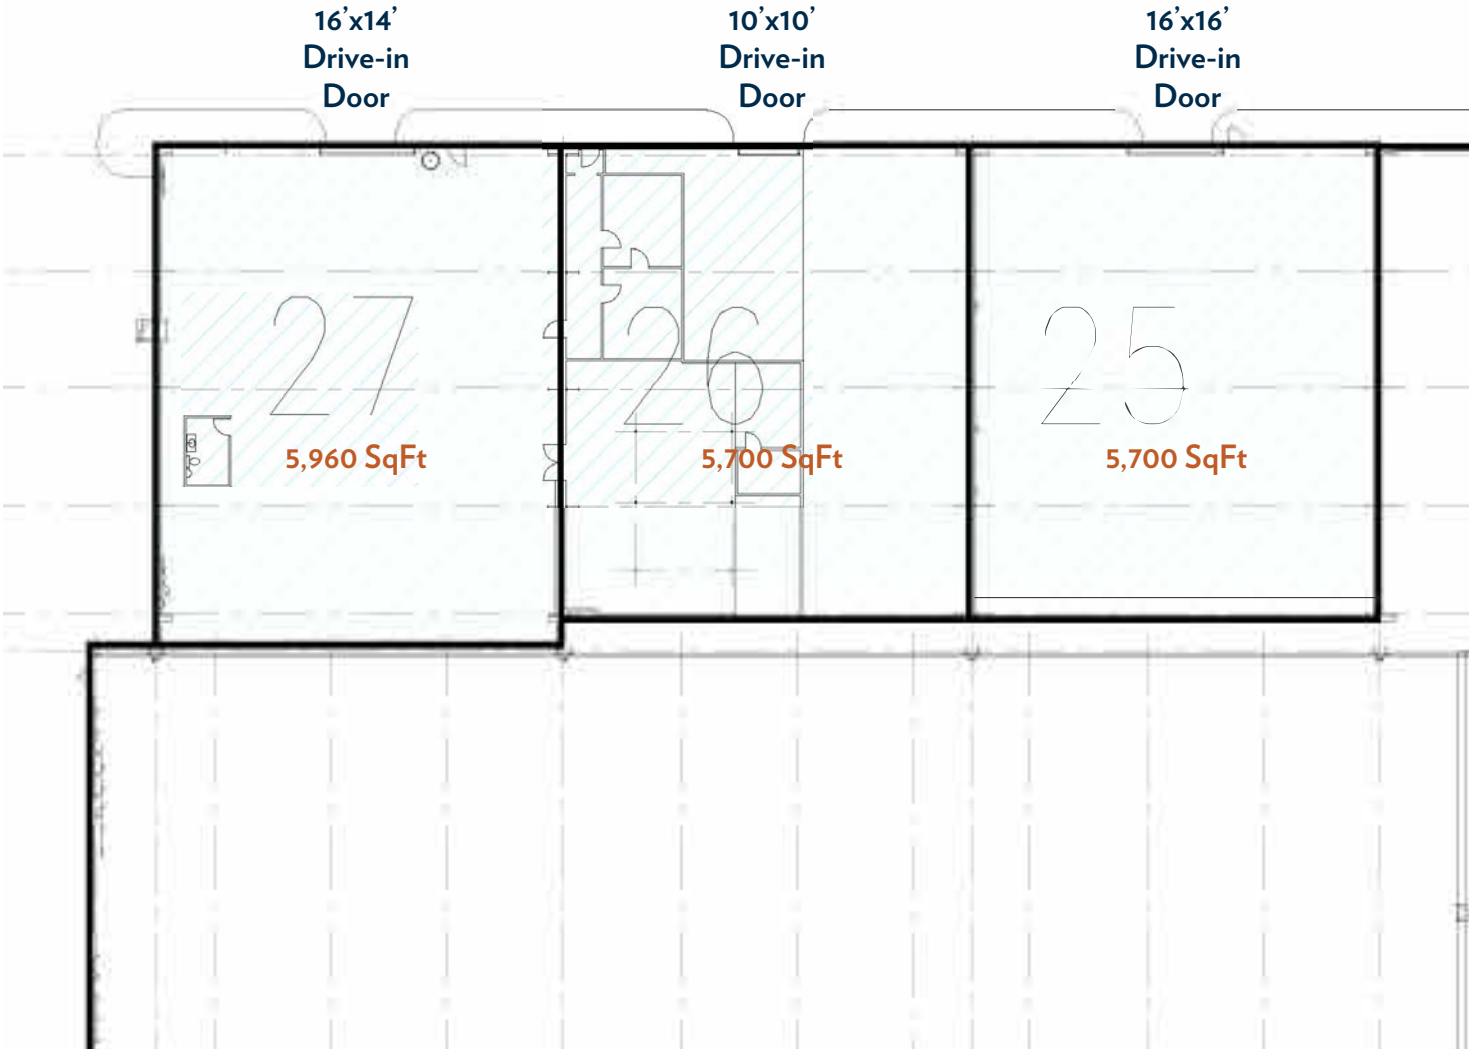 16’x14’
Drive-in
Door
10’x10’
Drive-in
Door
16’x16’
Drive-in
Door
27
5,960 SqFt
26
5,700 SqFt
25
5,700 SqFt